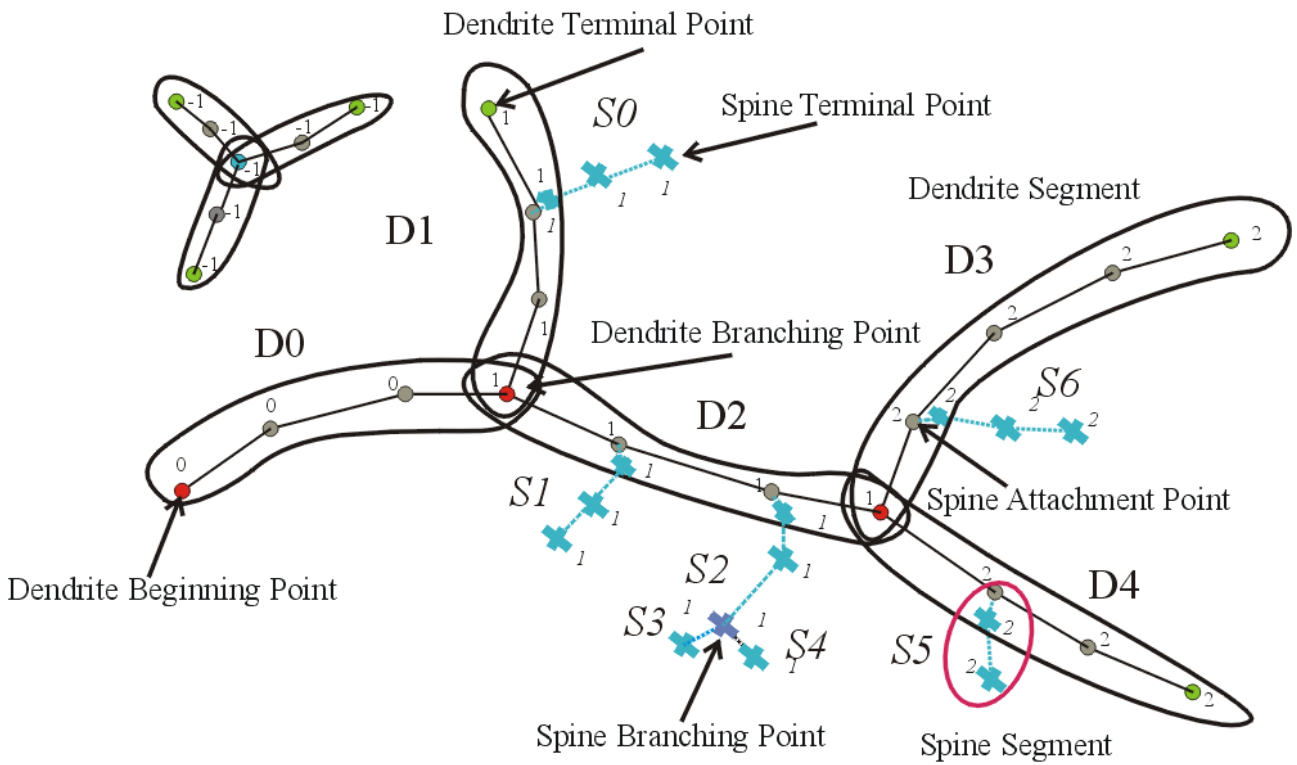 Dendrite Terminal Point
-1
-1
-1
-1
-1
-1
-1
1
S0
Spine Terminal Point
1
1
1
1
Dendrite Segment
D1
1
2
D3
2
2
D0
1
Dendrite Branching Point
0
0
1
S6
2
2
2
2
D2
1
0
S1
1
1
1
1
1
1
Spine Attachment Point
Dendrite Beginning Point
S2
1
2
D4
S3
1
1
S4
1
S5
2
2
2
2
Spine Branching Point
Spine Segment